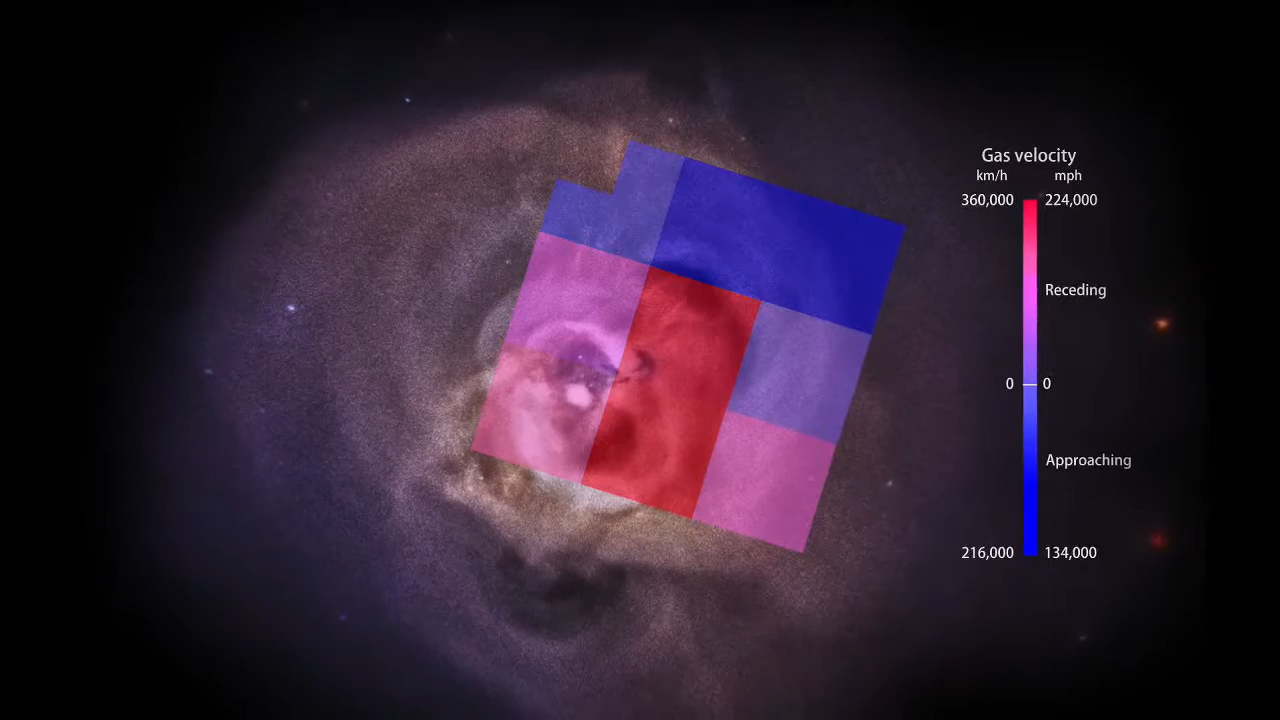 Gas velocity
km/h mph
360,000 224,000
Receding
0 0
Approaching
216,000 134,000